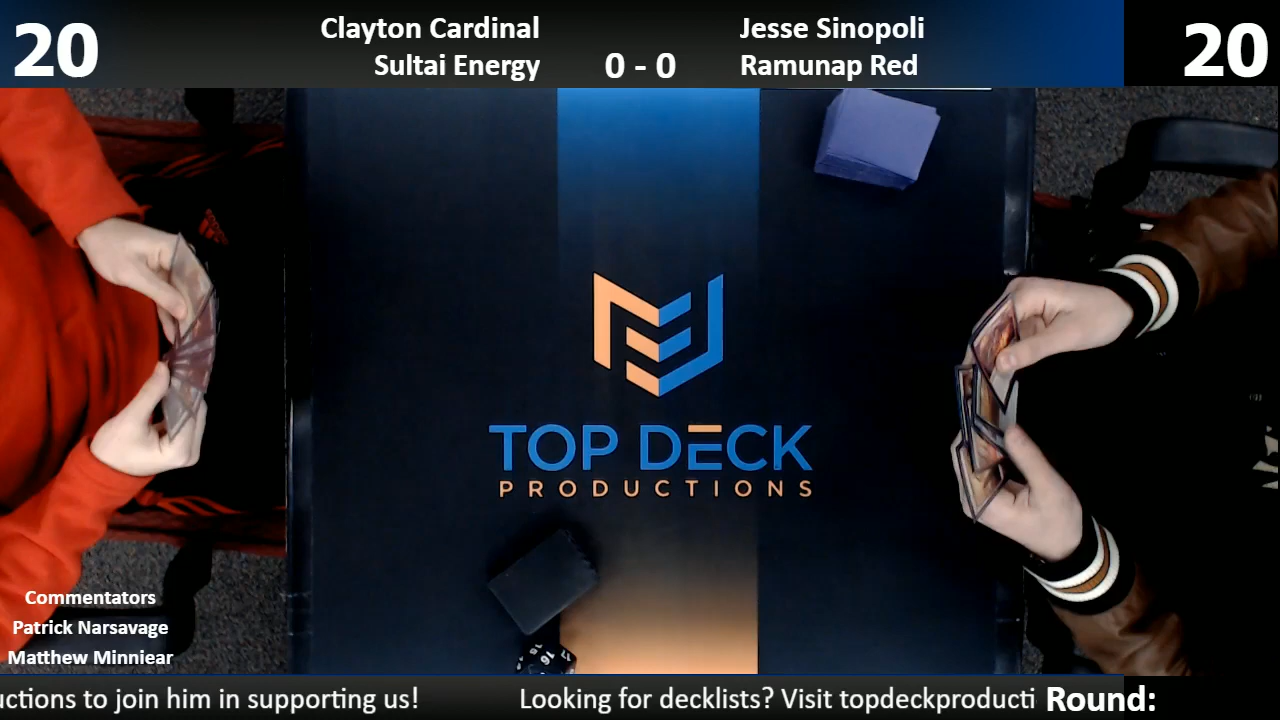 20
Clayton Cardinal
Sultai Energy
0 - 0
Jesse Sinopoli
Ramunap Red
20
TOP DECK
PRODUCTIONS
16
Commentators
Patrick Narsavage
Matthew Minniear
uctions to join him in supporting us!
Looking for decklists? Visit topdeckproducti
Round: